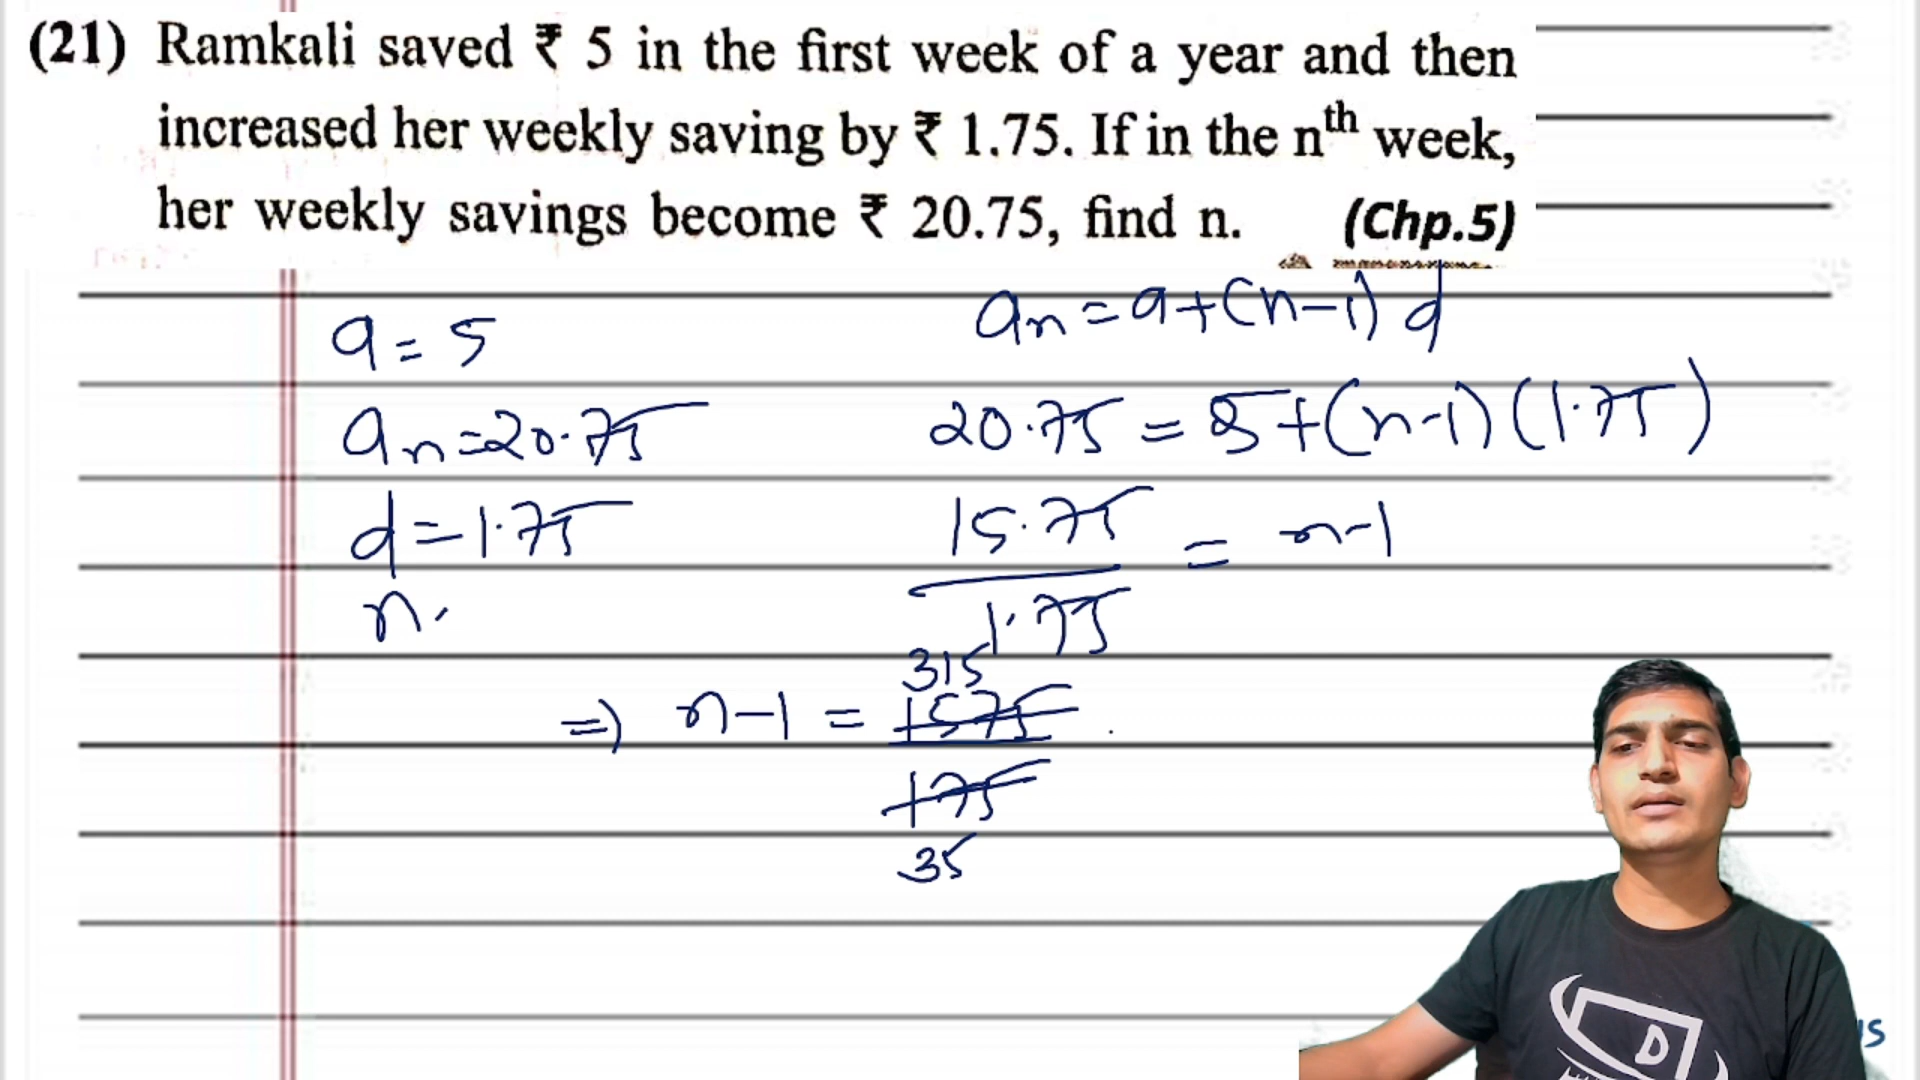 (21) Ramkali saved ₹ 5 in the first week of a year and then
increased her weekly saving by ₹ 1.75. If in the nᵗʰ week,
her weekly savings become ₹ 20.75, find n. (Chp.5)
a = 5
aₙ = a + (n-1) d
aₙ = 20.75
20.75 = 5 + (n-1) (1.75)
d = 1.75
15.75 / 1.75 = n-1
n.
315
⇒ n-1 = 1575 / 175
35
D